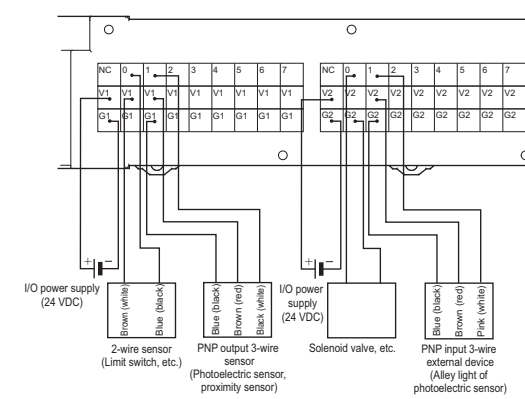 NC 0 1 2 3 4 5 6 7 NC 0 1 2 3 4 5 6 7
V1 V1 V1 V1 V1 V1 V1 V1 V1 V2 V2 V2 V2 V2 V2 V2 V2 V2
G1 G1 G1 G1 G1 G1 G1 G1 G1 G2 G2 G2 G2 G2 G2 G2 G2 G2
+ − + −
I/O power supply
(24 VDC)
Brown (white)
Blue (black)
2-wire sensor
(Limit switch, etc.)
Blue (black)
Brown (red)
Black (white)
PNP output 3-wire
sensor
(Photoelectric sensor,
proximity sensor)
I/O power
supply
(24 VDC)
Solenoid valve, etc.
Blue (black)
Brown (red)
Pink (white)
PNP input 3-wire
external device
(Alley light of
photoelectric sensor)